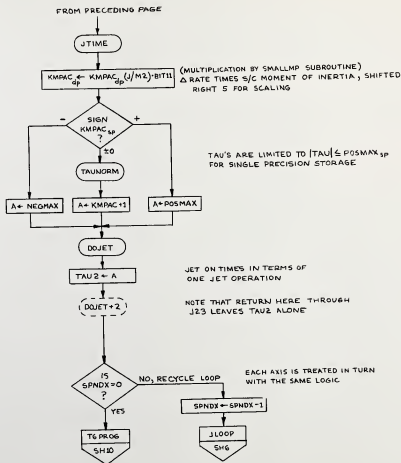 FROM PRECEDING PAGE
JTIME
KMPAC dp ← KMPAC dp (J/M2)·BIT11
(MULTIPLICATION BY SMALLMP SUBROUTINE)
Δ RATE TIMES S/C MOMENT OF INERTIA, SHIFTED
RIGHT 5 FOR SCALING
SIGN
KMPAC sp
?
-
+
±0
TAUNORM
TAU'S ARE LIMITED TO |TAU| ≤ POSMAX sp
FOR SINGLE PRECISION STORAGE
A← NEGMAX
A← KMPAC+1
A←POSMAX
DOJET
TAU2 ← A
JET ON TIMES IN TERMS OF
ONE JET OPERATION
DOJET+2
NOTE THAT RETURN HERE THROUGH
J23 LEAVES TAU2 ALONE
IS
SPNDX=0
?
NO, RECYCLE LOOP
EACH AXIS IS TREATED IN TURN
WITH THE SAME LOGIC
YES
SPNDX ← SPNDX-1
T6 PROG
SH10
JLOOP
SH6